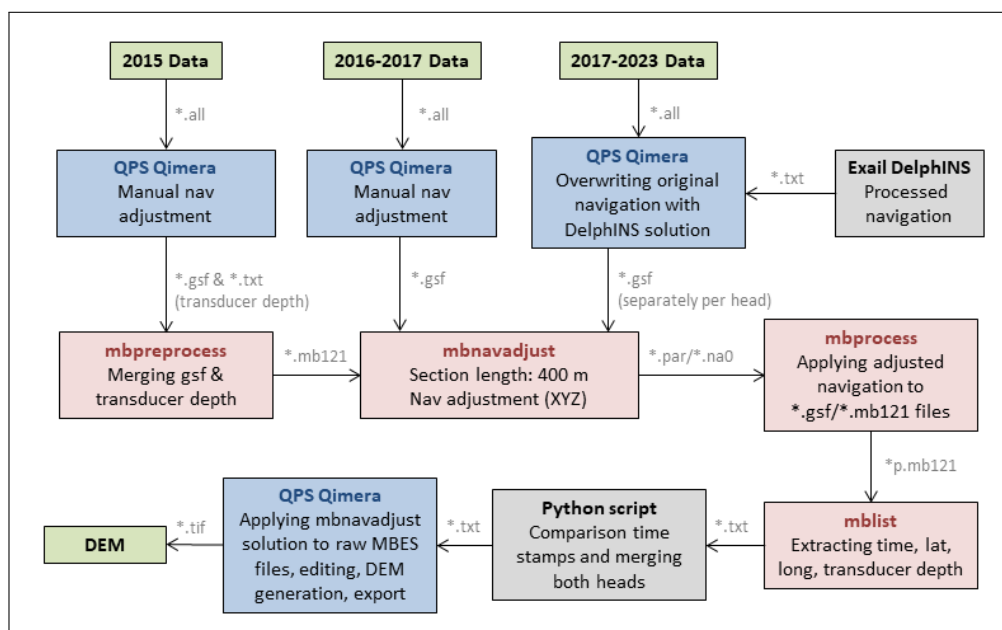 2015 Data
2016-2017 Data
2017-2023 Data
*.all
*.all
*.all
QPS Qimera
Manual nav
adjustment
QPS Qimera
Manual nav
adjustment
QPS Qimera
Overwriting original
navigation with
DelphINS solution
*.txt
Exail DelphINS
Processed
navigation
*.gsf & *.txt
(transducer depth)
*.gsf
*.gsf
(separately per head)
mbpreprocess
Merging gsf &
transducer depth
*.mb121
mbnavadjust
Section length: 400 m
Nav adjustment (XYZ)
*.par/*.na0
mbprocess
Applying adjusted
navigation to
*.gsf/*.mb121 files
*p.mb121
mblist
Extracting time, lat,
long, transducer depth
*.txt
Python script
Comparison time
stamps and merging
both heads
*.txt
QPS Qimera
Applying mbnavadjust
solution to raw MBES
files, editing, DEM
generation, export
*.tif
DEM